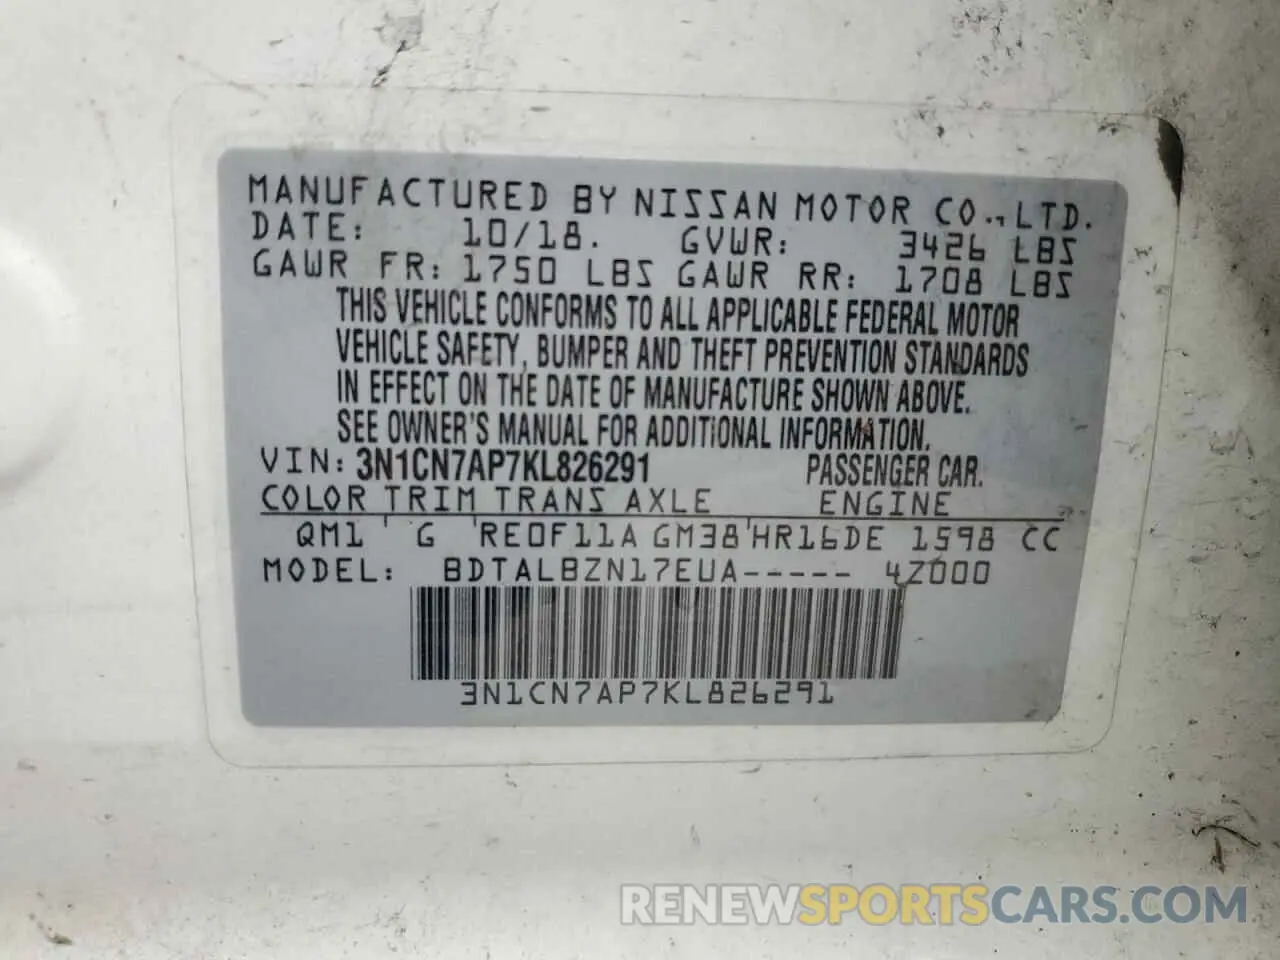 MANUFACTURED BY NISSAN MOTOR CO., LTD.
DATE: 10/18. GVWR: 3426 LBS
GAWR FR: 1750 LBS GAWR RR: 1708 LBS
THIS VEHICLE CONFORMS TO ALL APPLICABLE FEDERAL MOTOR
VEHICLE SAFETY, BUMPER AND THEFT PREVENTION STANDARDS
IN EFFECT ON THE DATE OF MANUFACTURE SHOWN ABOVE.
SEE OWNER'S MANUAL FOR ADDITIONAL INFORMATION.
VIN: 3N1CN7AP7KL826291 PASSENGER CAR.
COLOR TRIM TRANS AXLE ENGINE
QM1 ' G 'RE0F11A GM38'HR16DE 1598 CC
MODEL: BDTALBZN17EUA----- 4Z000
3N1CN7AP7KL826291
RENEWSPORTSCARS.COM